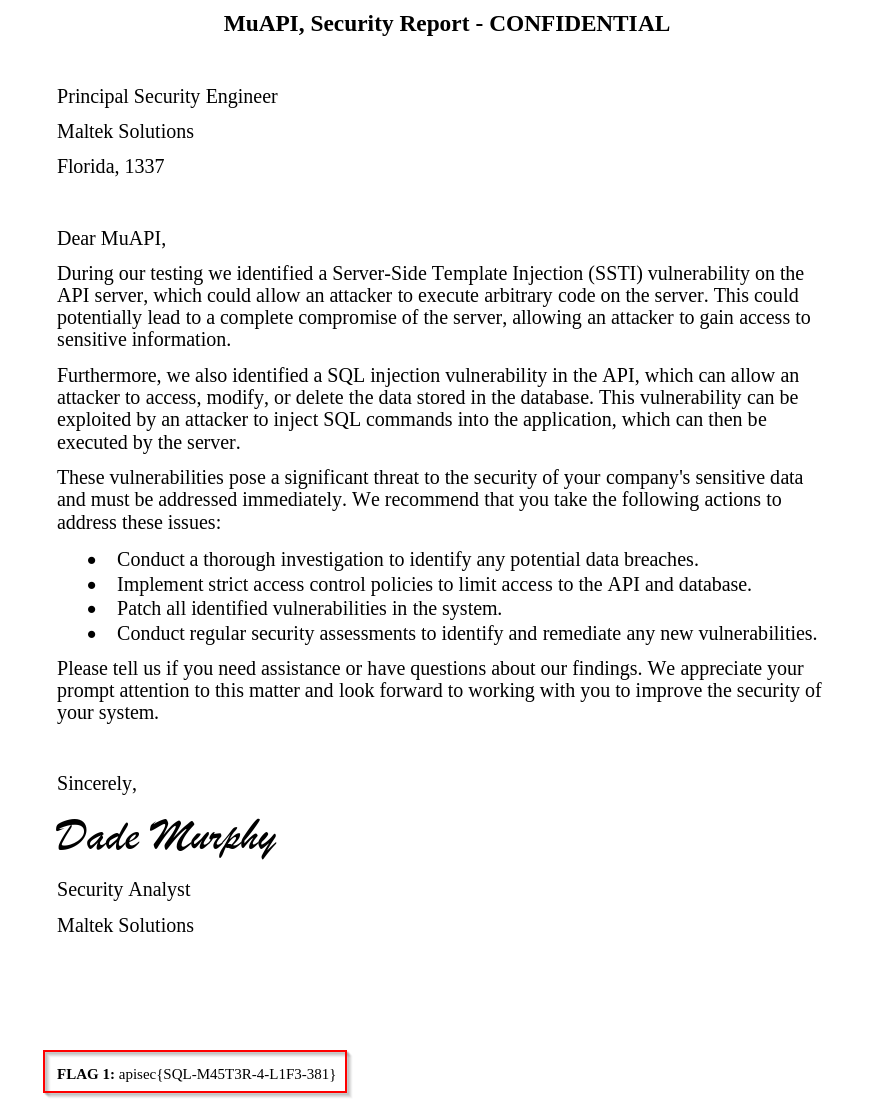 MuAPI, Security Report - CONFIDENTIAL
Principal Security Engineer
Maltek Solutions
Florida, 1337
Dear MuAPI,
During our testing we identified a Server-Side Template Injection (SSTI) vulnerability on the
API server, which could allow an attacker to execute arbitrary code on the server. This could
potentially lead to a complete compromise of the server, allowing an attacker to gain access to
sensitive information.
Furthermore, we also identified a SQL injection vulnerability in the API, which can allow an
attacker to access, modify, or delete the data stored in the database. This vulnerability can be
exploited by an attacker to inject SQL commands into the application, which can then be
executed by the server.
These vulnerabilities pose a significant threat to the security of your company's sensitive data
and must be addressed immediately. We recommend that you take the following actions to
address these issues:
• Conduct a thorough investigation to identify any potential data breaches.
• Implement strict access control policies to limit access to the API and database.
• Patch all identified vulnerabilities in the system.
• Conduct regular security assessments to identify and remediate any new vulnerabilities.
Please tell us if you need assistance or have questions about our findings. We appreciate your
prompt attention to this matter and look forward to working with you to improve the security of
your system.
Sincerely,
Dade Murphy
Security Analyst
Maltek Solutions
FLAG 1: apisec{SQL-M45T3R-4-L1F3-381}